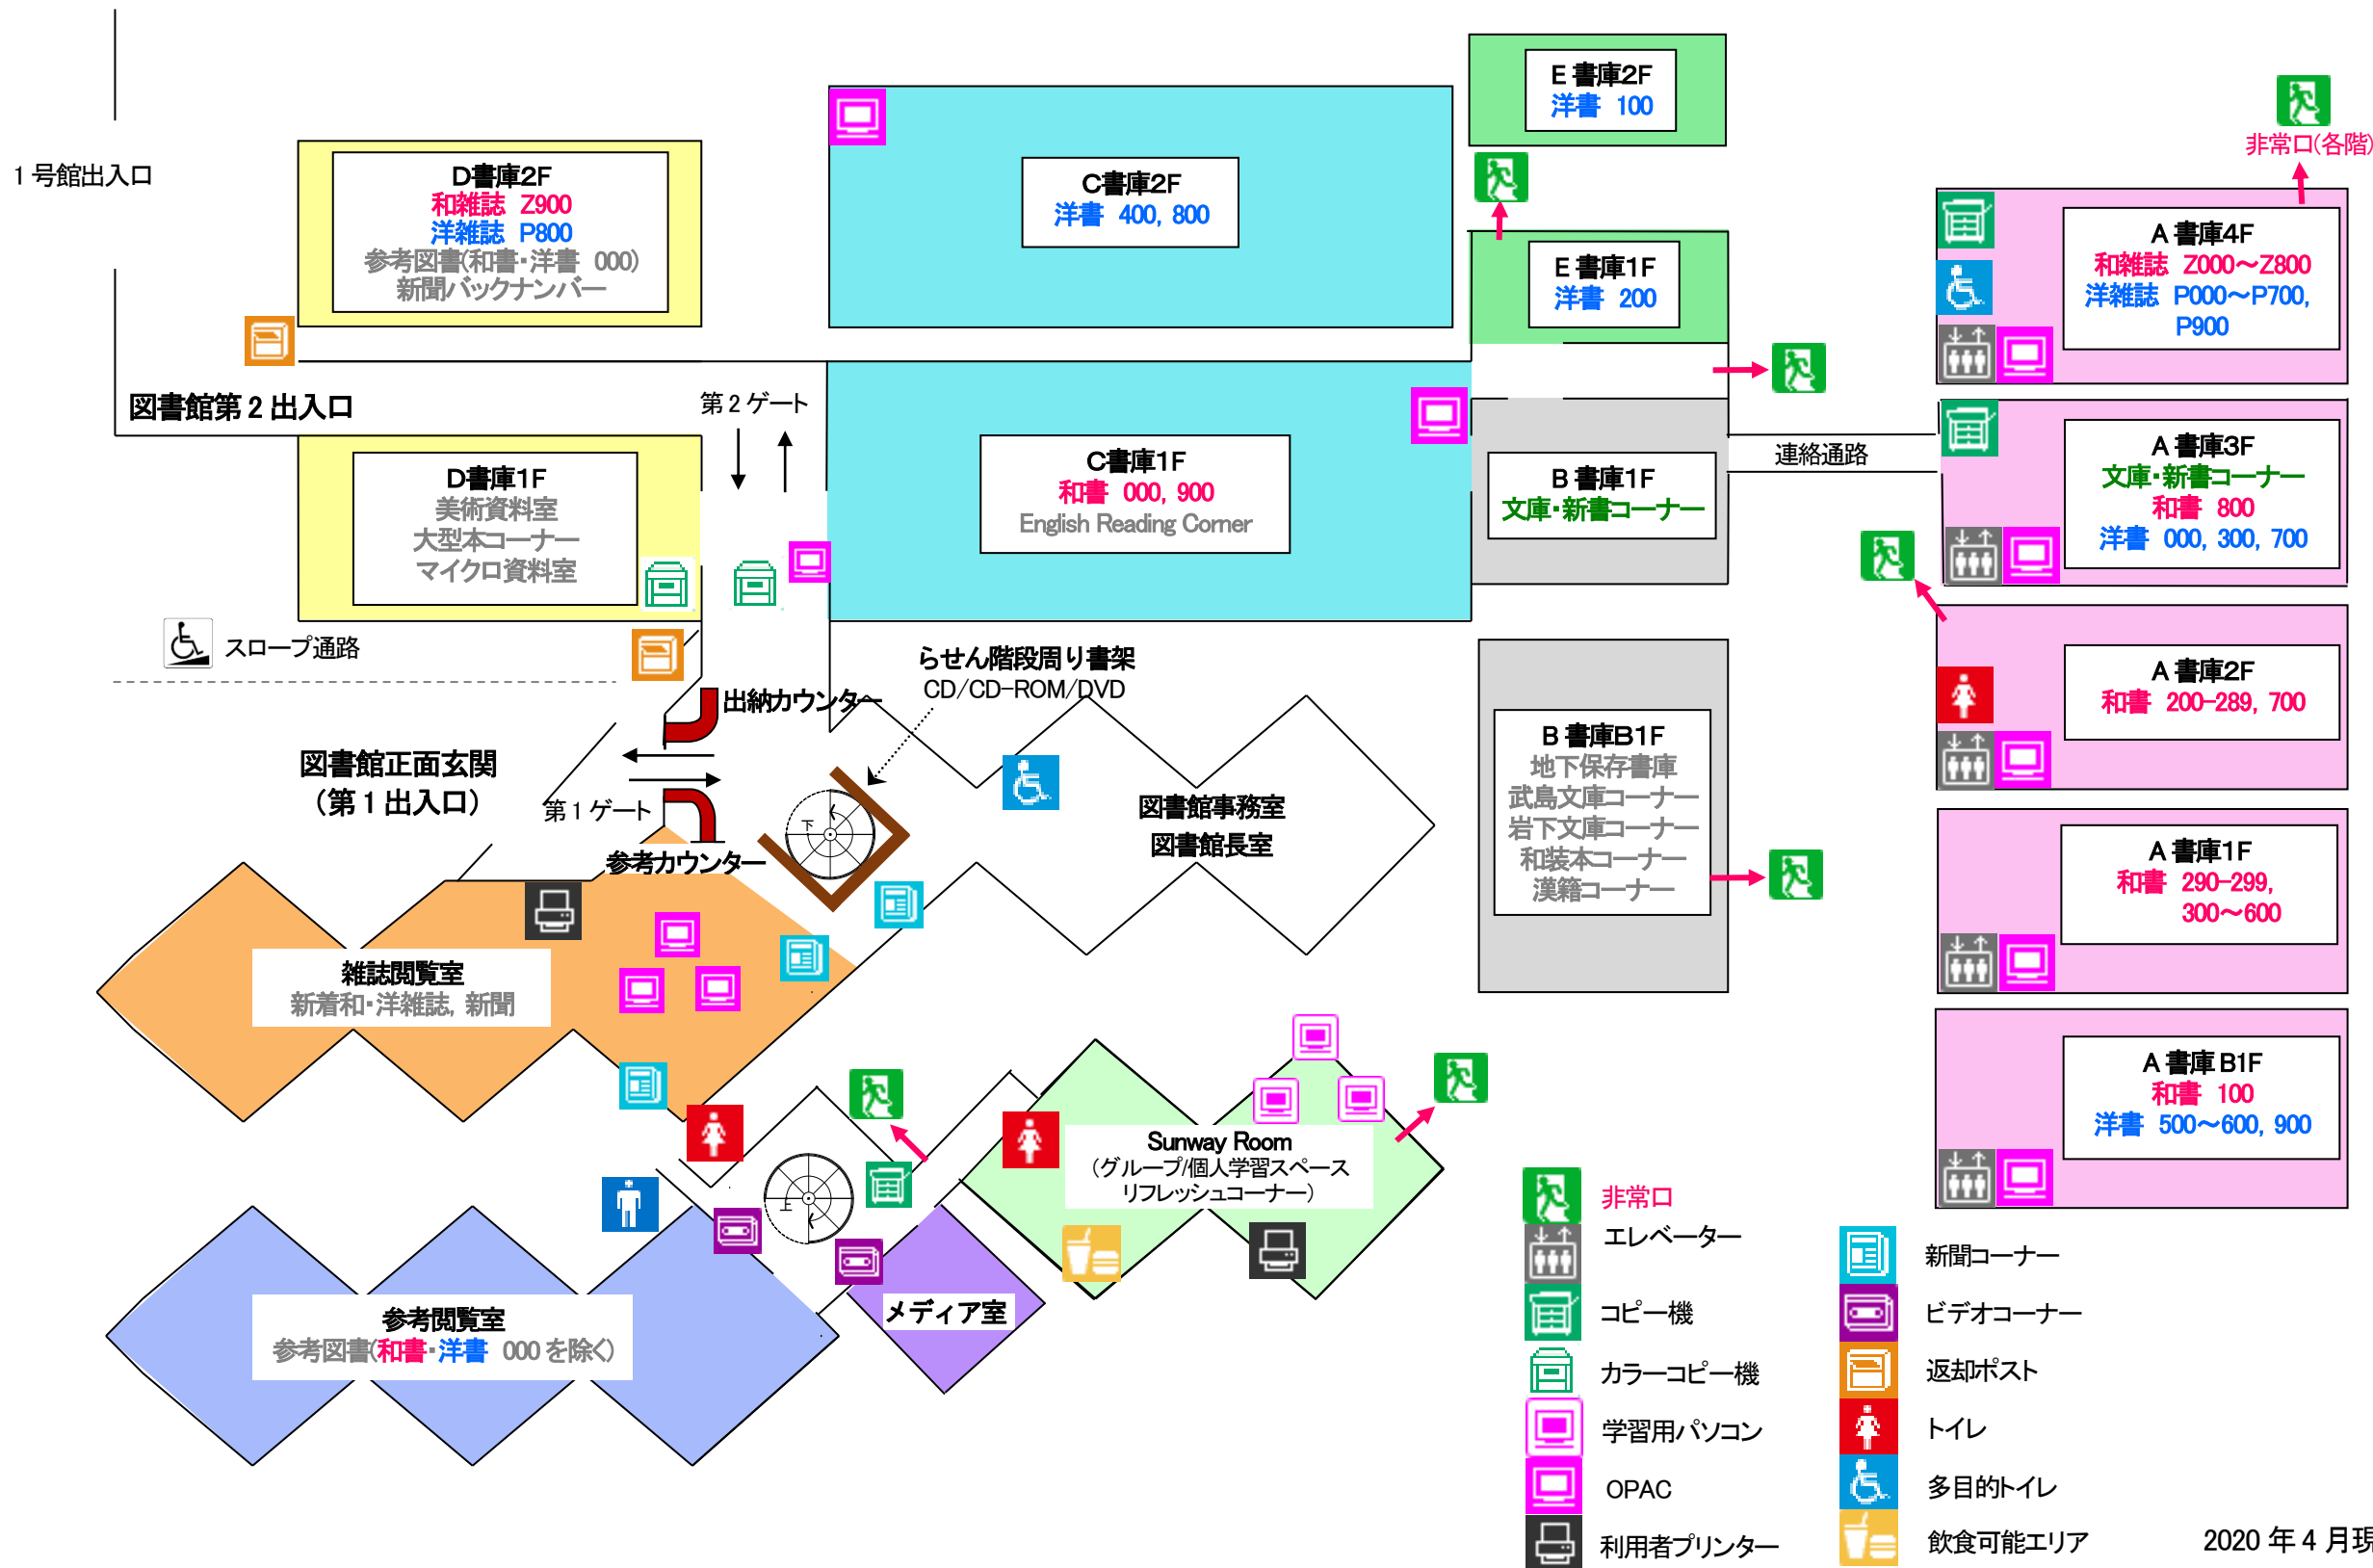 1号館出入口
D書庫2F
和雑誌 Z900
洋雑誌 P800
参考図書(和書・洋書 000)
新聞バックナンバー
C書庫2F
洋書 400, 800
E書庫2F
洋書 100
E書庫1F
洋書 200
非常口(各階)
A書庫4F
和雑誌 Z000～Z800
洋雑誌 P000～P700,
P900
図書館第2出入口
第2ゲート
D書庫1F
美術資料室
大型本コーナー
マイクロ資料室
C書庫1F
和書 000, 900
English Reading Corner
B書庫1F
文庫・新書コーナー
連絡通路
A書庫3F
文庫・新書コーナー
和書 800
洋書 000, 300, 700
スロープ通路
らせん階段周り書架
CD/CD-ROM/DVD
出納カウンター
A書庫2F
和書 200-289, 700
図書館正面玄関
（第1出入口）
第1ゲート
下
参考カウンター
図書館事務室
図書館長室
B書庫B1F
地下保存書庫
武島文庫コーナー
岩下文庫コーナー
和装本コーナー
漢籍コーナー
A書庫1F
和書 290-299,
300～600
雑誌閲覧室
新着和・洋雑誌, 新聞
A書庫B1F
和書 100
洋書 500～600, 900
Sunway Room
（グループ/個人学習スペース
リフレッシュコーナー）
上
参考閲覧室
参考図書(和書・洋書 000を除く)
メディア室
非常口
エレベーター
コピー機
カラーコピー機
学習用パソコン
OPAC
利用者プリンター
新聞コーナー
ビデオコーナー
返却ポスト
トイレ
多目的トイレ
飲食可能エリア
2020年4月現